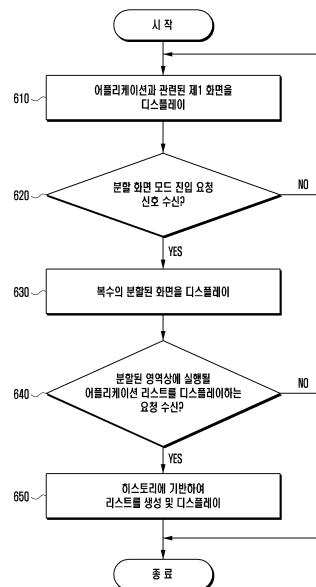 시 작
610
어플리케이션과 관련된 제1 화면을
디스플레이
620
분할 화면 모드 진입 요청
신호 수신?
NO
YES
630
복수의 분할된 화면을 디스플레이
640
분할된 영역상에 실행될
어플리케이션 리스트를 디스플레이하는
요청 수신?
NO
YES
650
히스토리에 기반하여
리스트를 생성 및 디스플레이
종 료